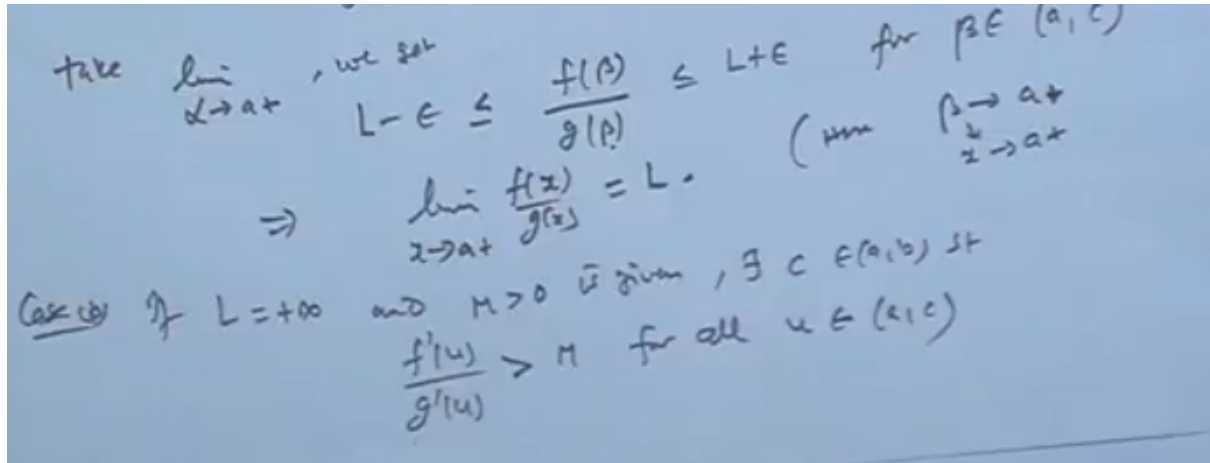 take lim α→a+ , we get L-ϵ ≤ f(β)/g(β) ≤ L+ϵ for β∈ (a, c)
⇒ lim x→a+ f(x)/g(x) = L. ( β→a+ ↓ x→a+
Case (b) If L=+∞ and M>0 is given, ∃ c ∈(a,b) st
f'(u)/g'(u) > M for all u ∈ (a,c)